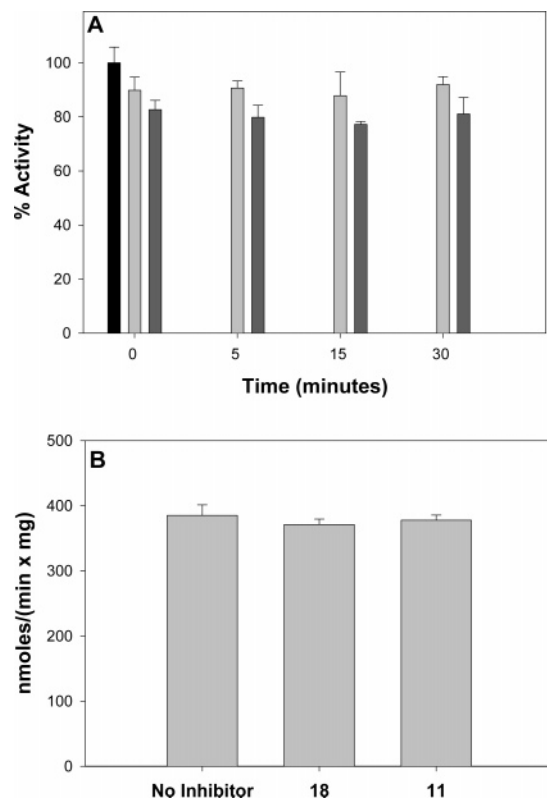 A
100
80
60
40
20
0
% Activity
0 5 15 30
Time (minutes)
B
500
400
300
200
100
0
nmoles/(min x mg)
No Inhibitor 18 11